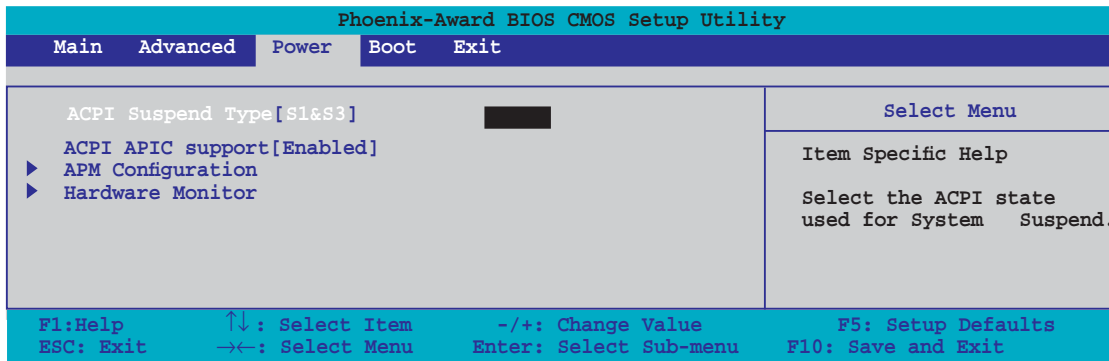 Phoenix-Award BIOS CMOS Setup Utility
Main Advanced Power Boot Exit
ACPI Suspend Type[S1&S3]
Select Menu
ACPI APIC support[Enabled]
APM Configuration
Hardware Monitor
Item Specific Help
Select the ACPI state
used for System Suspend.
F1:Help ↑↓: Select Item -/+: Change Value F5: Setup Defaults
ESC: Exit →←: Select Menu Enter: Select Sub-menu F10: Save and Exit